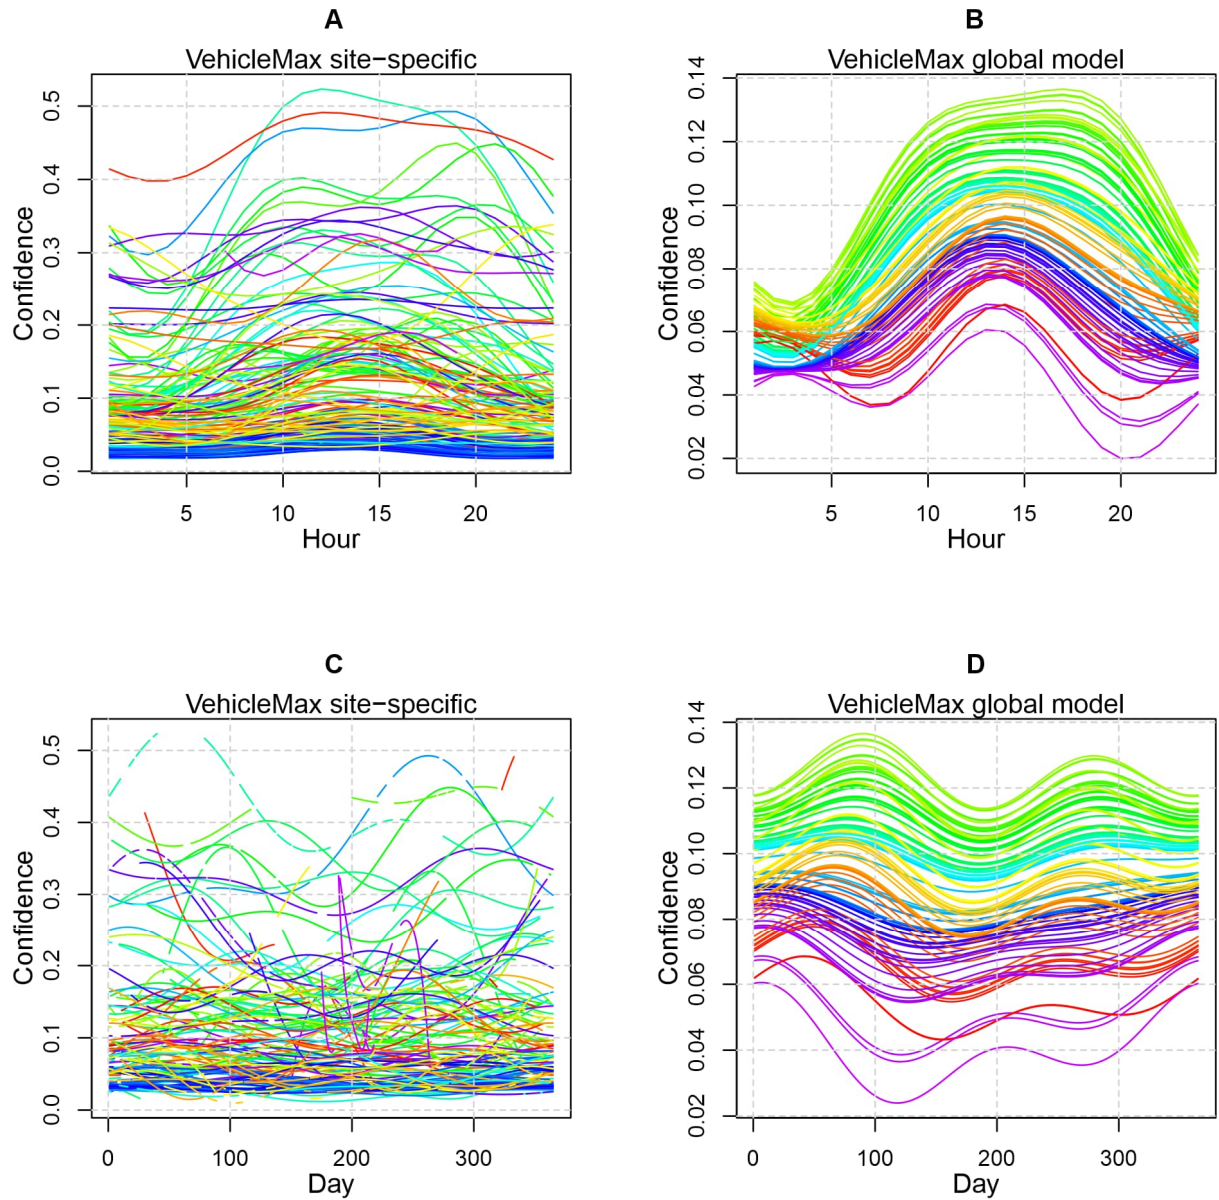 A
VehicleMax site−specific
Confidence
0.0 0.1 0.2 0.3 0.4 0.5
5 10 15 20
Hour
B
VehicleMax global model
Confidence
0.02 0.04 0.06 0.08 0.10 0.12 0.14
5 10 15 20
Hour
C
VehicleMax site−specific
Confidence
0.0 0.1 0.2 0.3 0.4 0.5
0 100 200 300
Day
D
VehicleMax global model
Confidence
0.02 0.04 0.06 0.08 0.10 0.12 0.14
0 100 200 300
Day